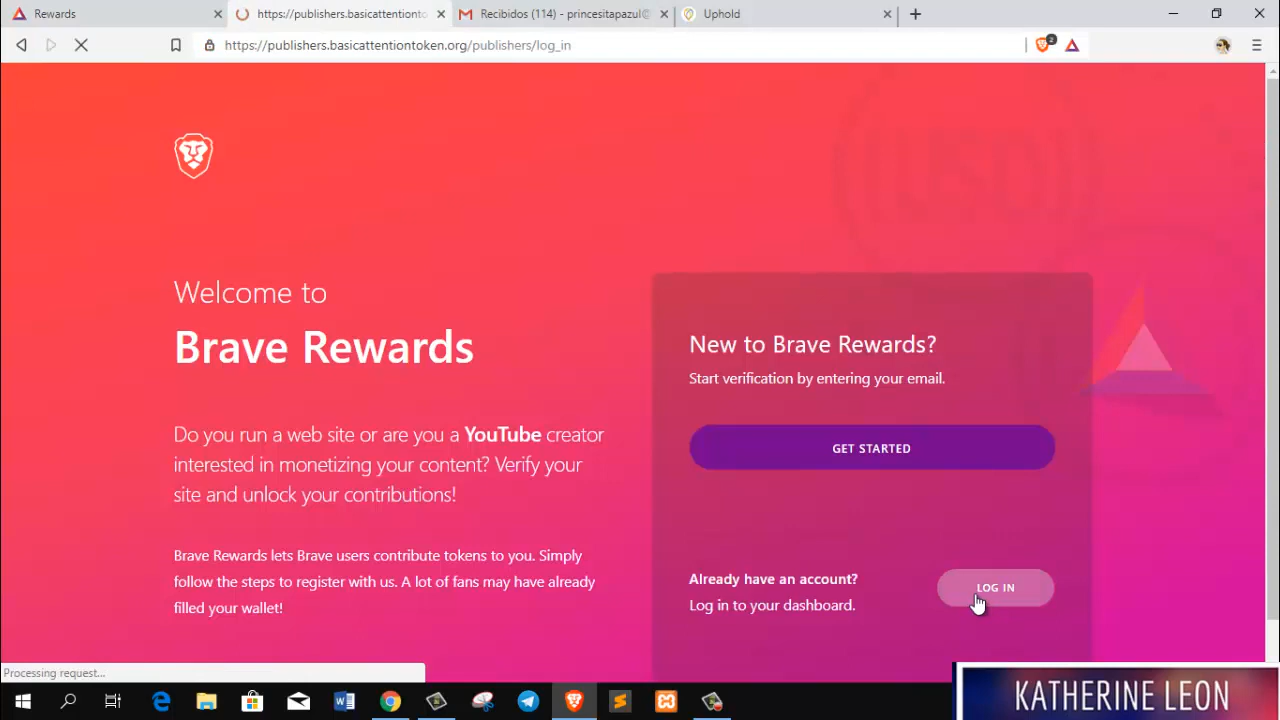 Rewards
https://publishers.basicattentionto
Recibidos (114) - princesitapazul@
Uphold
https://publishers.basicattentiontoken.org/publishers/log_in
2
Welcome to
Brave Rewards
Do you run a web site or are you a YouTube creator
interested in monetizing your content? Verify your
site and unlock your contributions!
Brave Rewards lets Brave users contribute tokens to you. Simply
follow the steps to register with us. A lot of fans may have already
filled your wallet!
New to Brave Rewards?
Start verification by entering your email.
GET STARTED
Already have an account?
Log in to your dashboard.
LOG IN
Processing request...
KATHERINE LEON